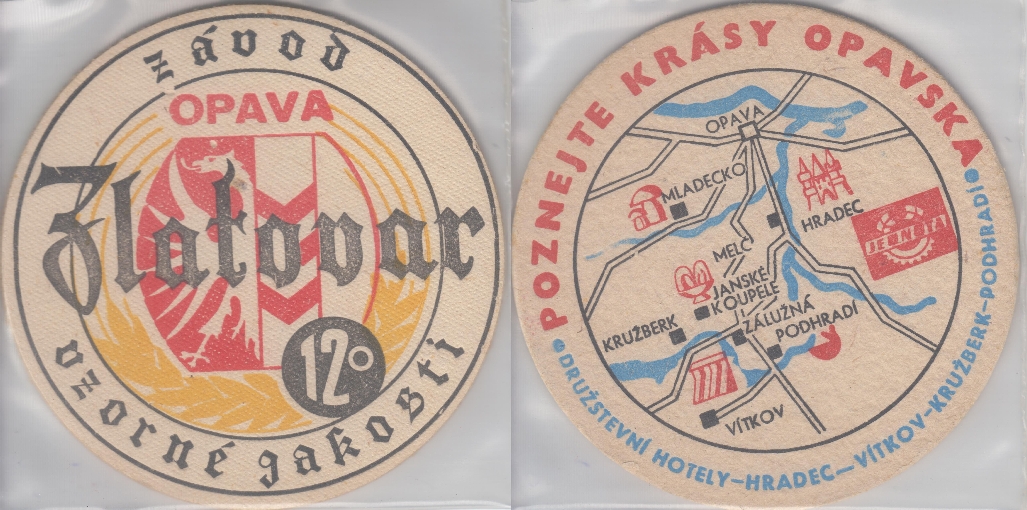 závod
OPAVA
Zlatovar
12°
vzorné jakosti
POZNEJTE KRÁSY OPAVSKA
OPAVA
MLADECKO
HRADEC
JEDNOTA
MELČ
JANSKÉ
KOUPELE
ZÁLUŽNÁ
KRUŽBERK
PODHRADÍ
VÍTKOV
•DRUŽSTEVNÍ HOTELY–HRADEC–VÍTKOV–KRUŽBERK–PODHRADÍ•